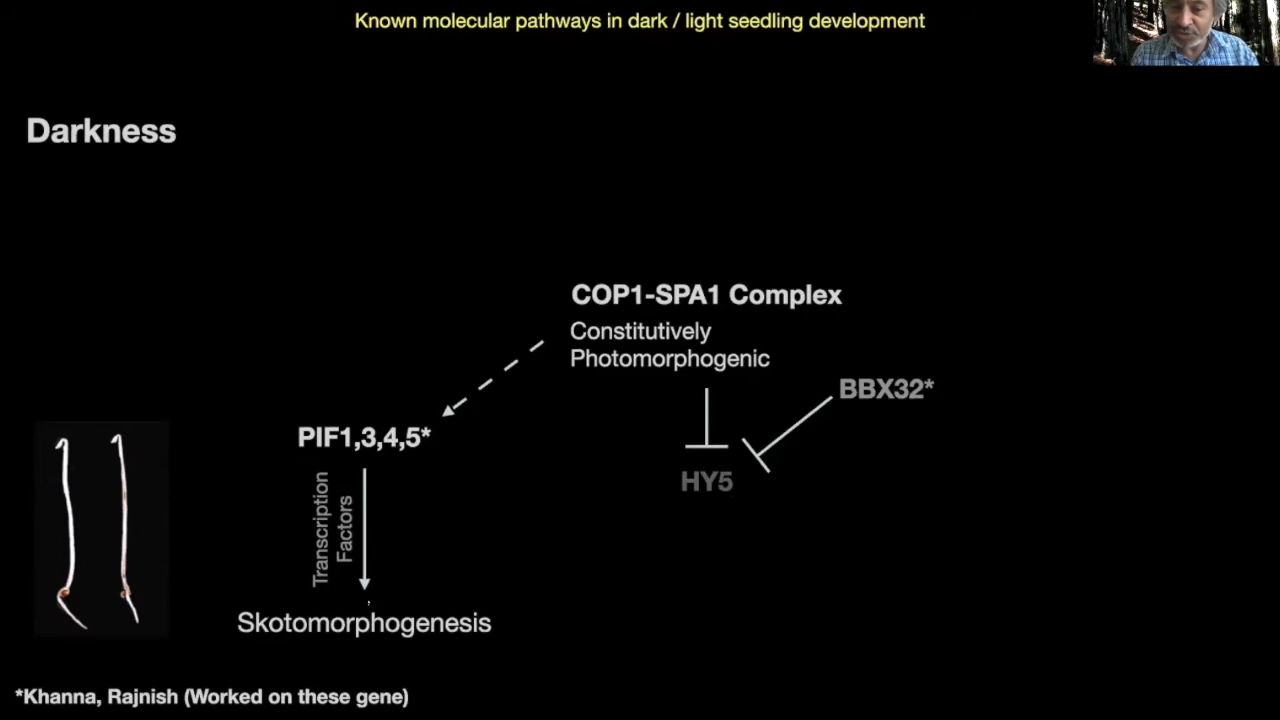 Known molecular pathways in dark / light seedling development
Darkness
COP1-SPA1 Complex
Constitutively
Photomorphogenic
BBX32*
PIF1,3,4,5*
HY5
Transcription
Factors
Skotomorphogenesis
*Khanna, Rajnish (Worked on these gene)